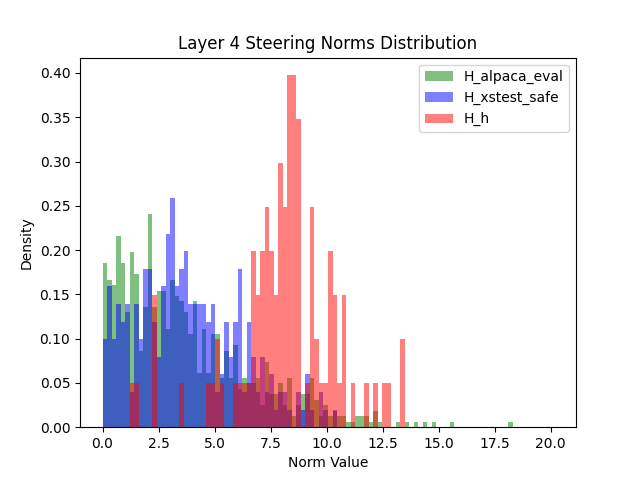 Layer 4 Steering Norms Distribution
H_alpaca_eval
H_xstest_safe
H_h
Density
0.40
0.35
0.30
0.25
0.20
0.15
0.10
0.05
0.00
0.0 2.5 5.0 7.5 10.0 12.5 15.0 17.5 20.0
Norm Value